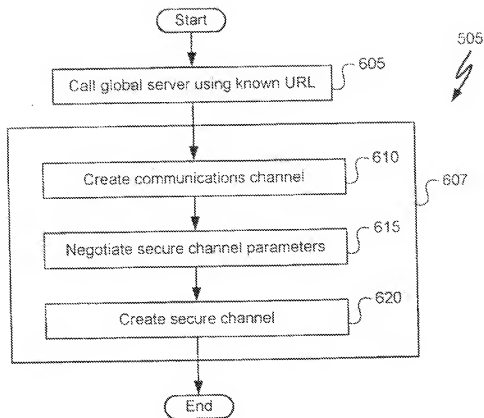 Start
505
Call global server using known URL
605
Create communications channel
610
607
Negotiate secure channel parameters
615
Create secure channel
620
End